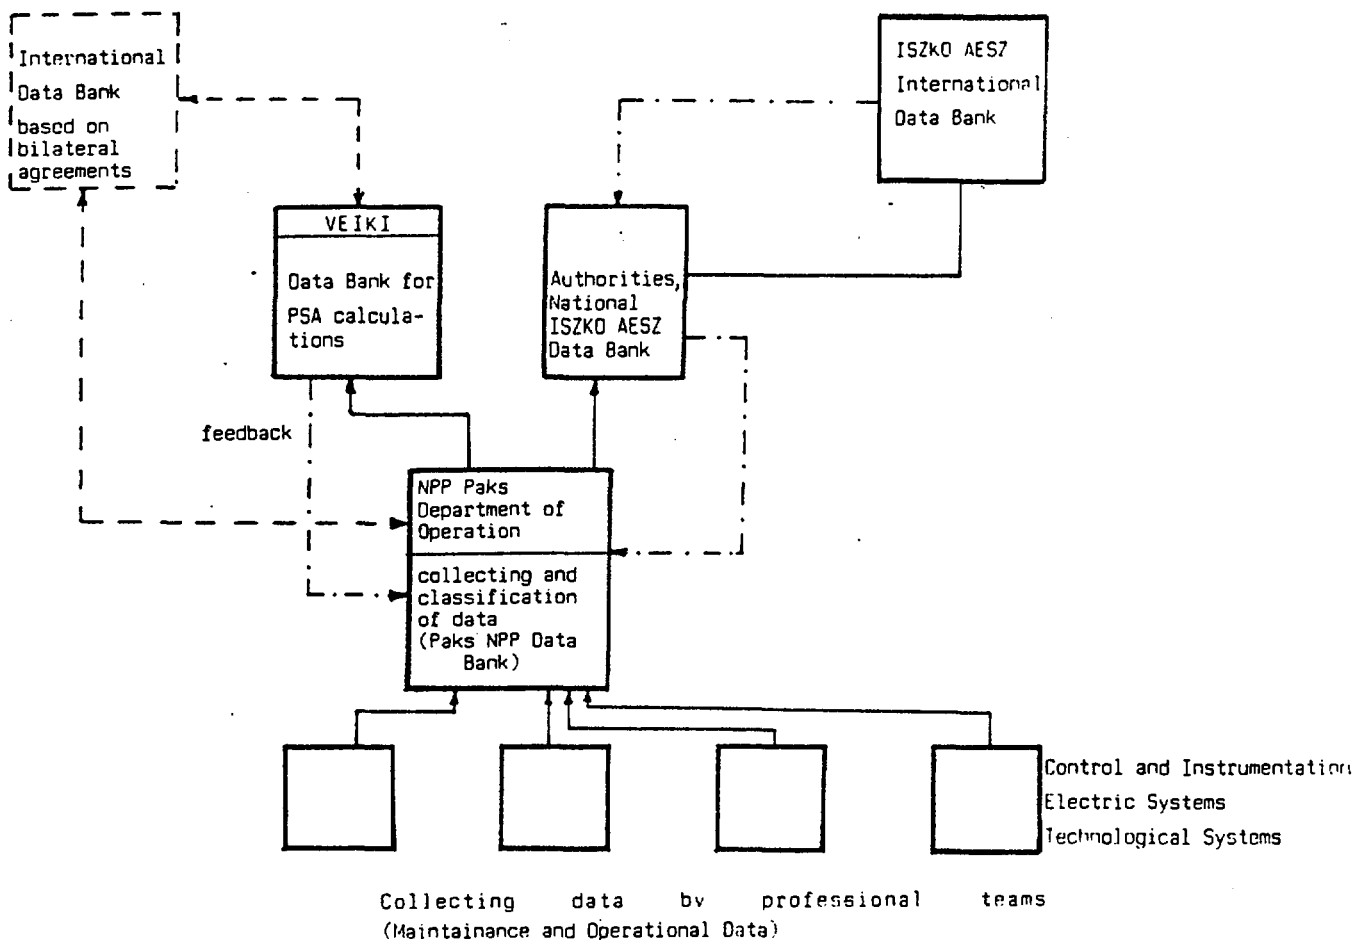 International
Data Bank
based on
bilateral
agreements
ISZKO AESZ
International
Data Bank
VEIKI
Data Bank for
PSA calcula-
tions
Authorities,
National
ISZKO AESZ
Data Bank
feedback
NPP Paks
Department of
Operation
collecting and
classification
of data
(Paks NPP Data
Bank)
Control and Instrumentation
Electric Systems
Technological Systems
Collecting data by professional teams
(Maintainance and Operational Data)